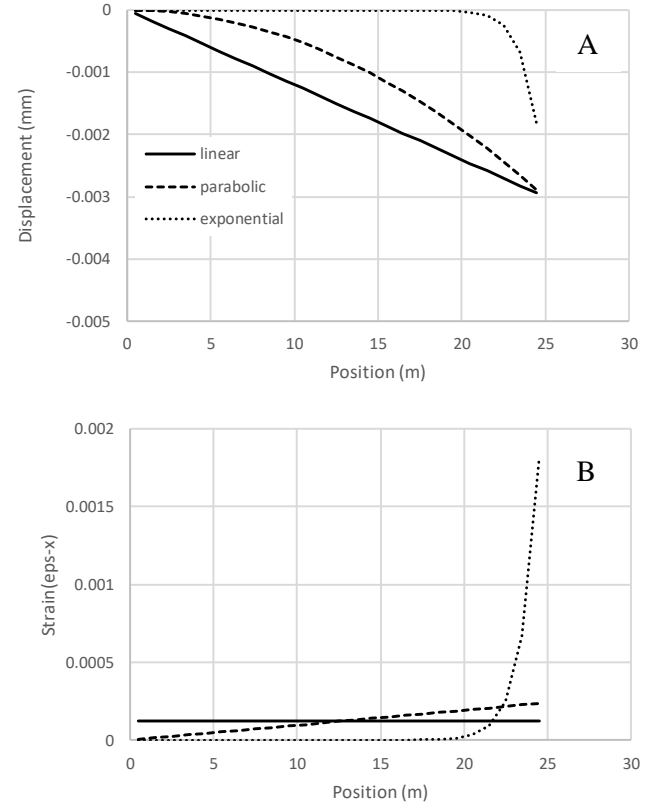 0
-0.001
-0.002
-0.003
-0.004
-0.005
Displacement (mm)
A
linear
parabolic
exponential
0 5 10 15 20 25 30
Position (m)
0.002
0.0015
0.001
0.0005
0
Strain(eps-x)
B
0 5 10 15 20 25 30
Position (m)